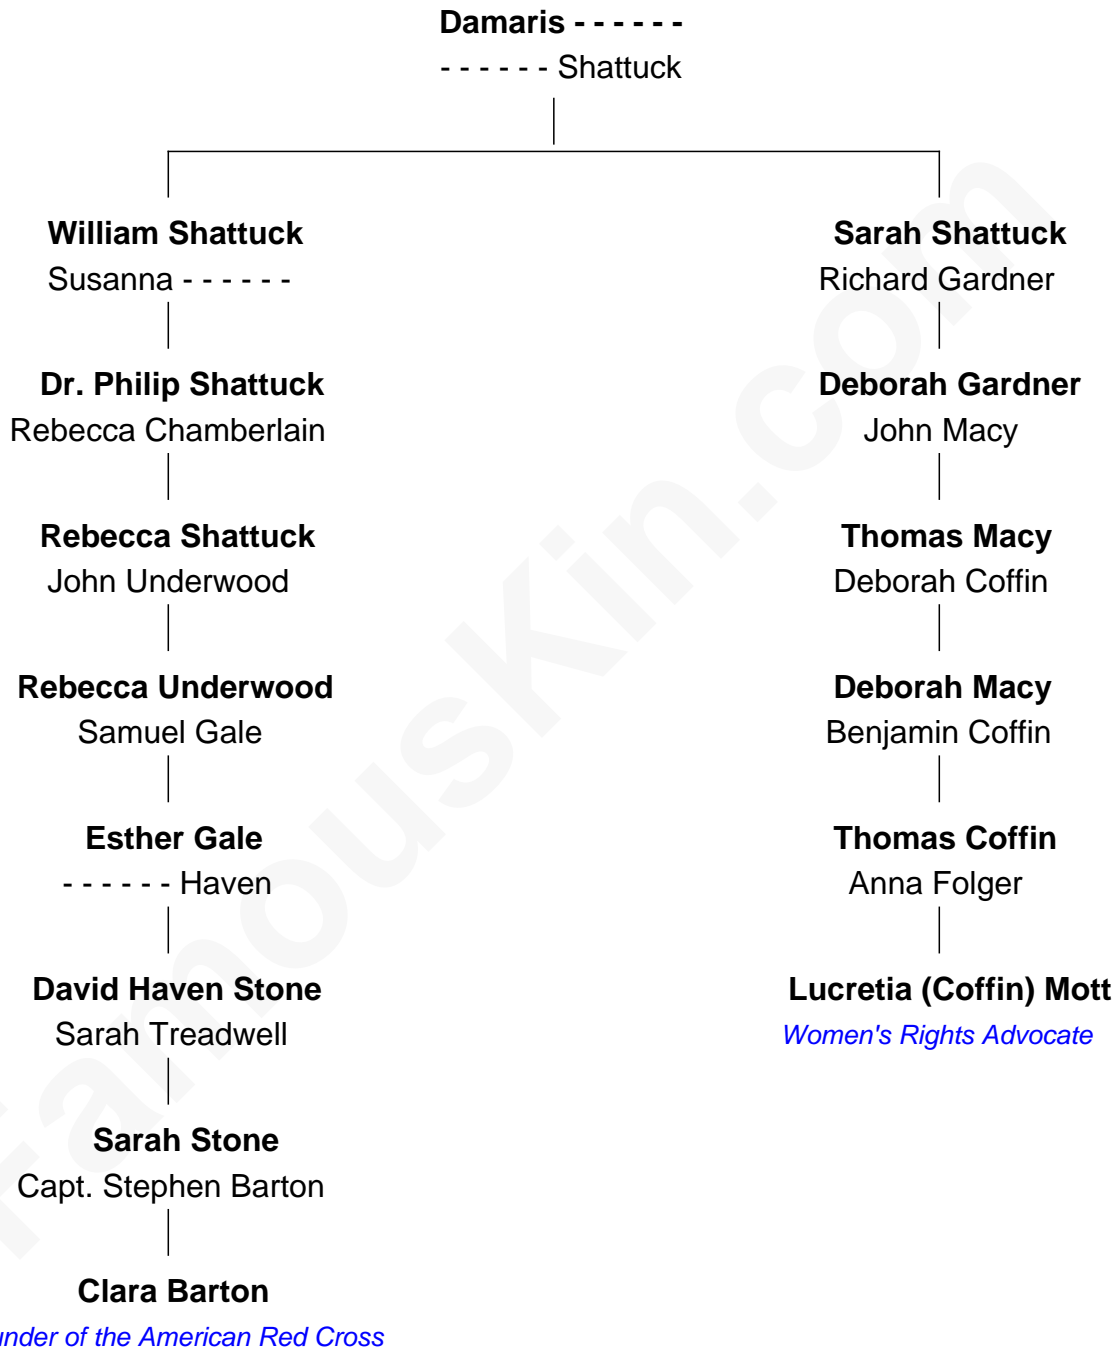 Damaris - - - - - -
- - - - - - Shattuck
William Shattuck
Susanna - - - - - -
Sarah Shattuck
Richard Gardner
Dr. Philip Shattuck
Rebecca Chamberlain
Deborah Gardner
John Macy
Rebecca Shattuck
John Underwood
Thomas Macy
Deborah Coffin
Rebecca Underwood
Samuel Gale
Deborah Macy
Benjamin Coffin
Esther Gale
- - - - - - Haven
Thomas Coffin
Anna Folger
David Haven Stone
Sarah Treadwell
Lucretia (Coffin) Mott
Women's Rights Advocate
Sarah Stone
Capt. Stephen Barton
Clara Barton
under of the American Red Cross
FamousKin.com